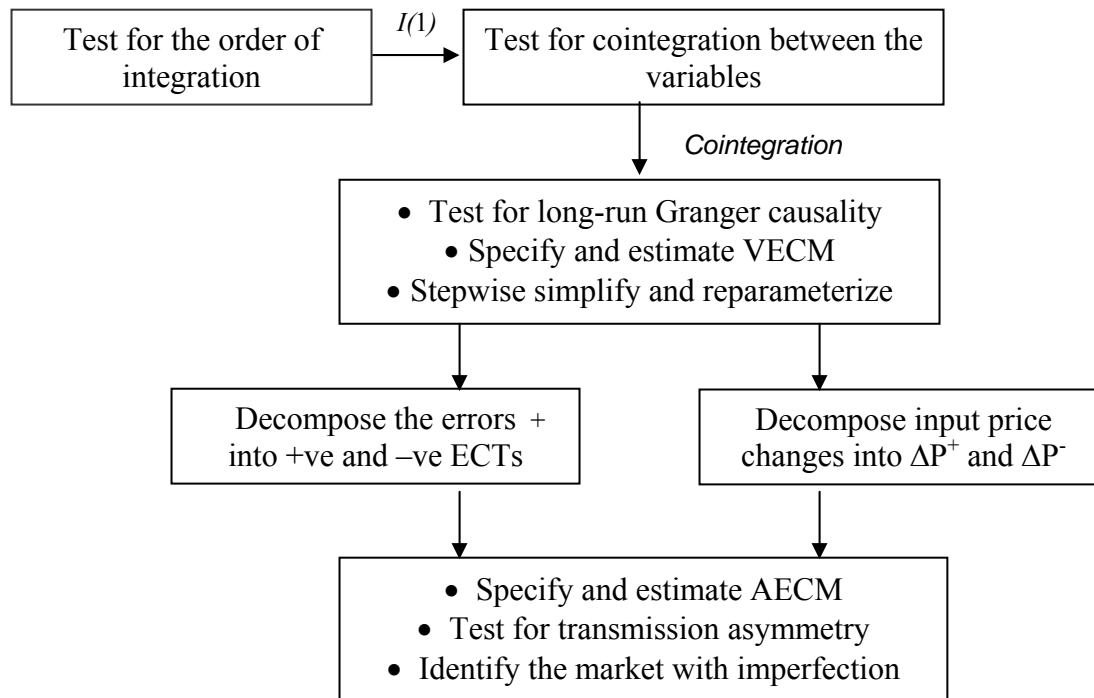 Test for the order of
integration
I(1)
Test for cointegration between the
variables
Cointegration
• Test for long-run Granger causality
• Specify and estimate VECM
• Stepwise simplify and reparameterize
Decompose the errors +
into +ve and –ve ECTs
Decompose input price
changes into ΔP⁺ and ΔP⁻
• Specify and estimate AECM
• Test for transmission asymmetry
• Identify the market with imperfection